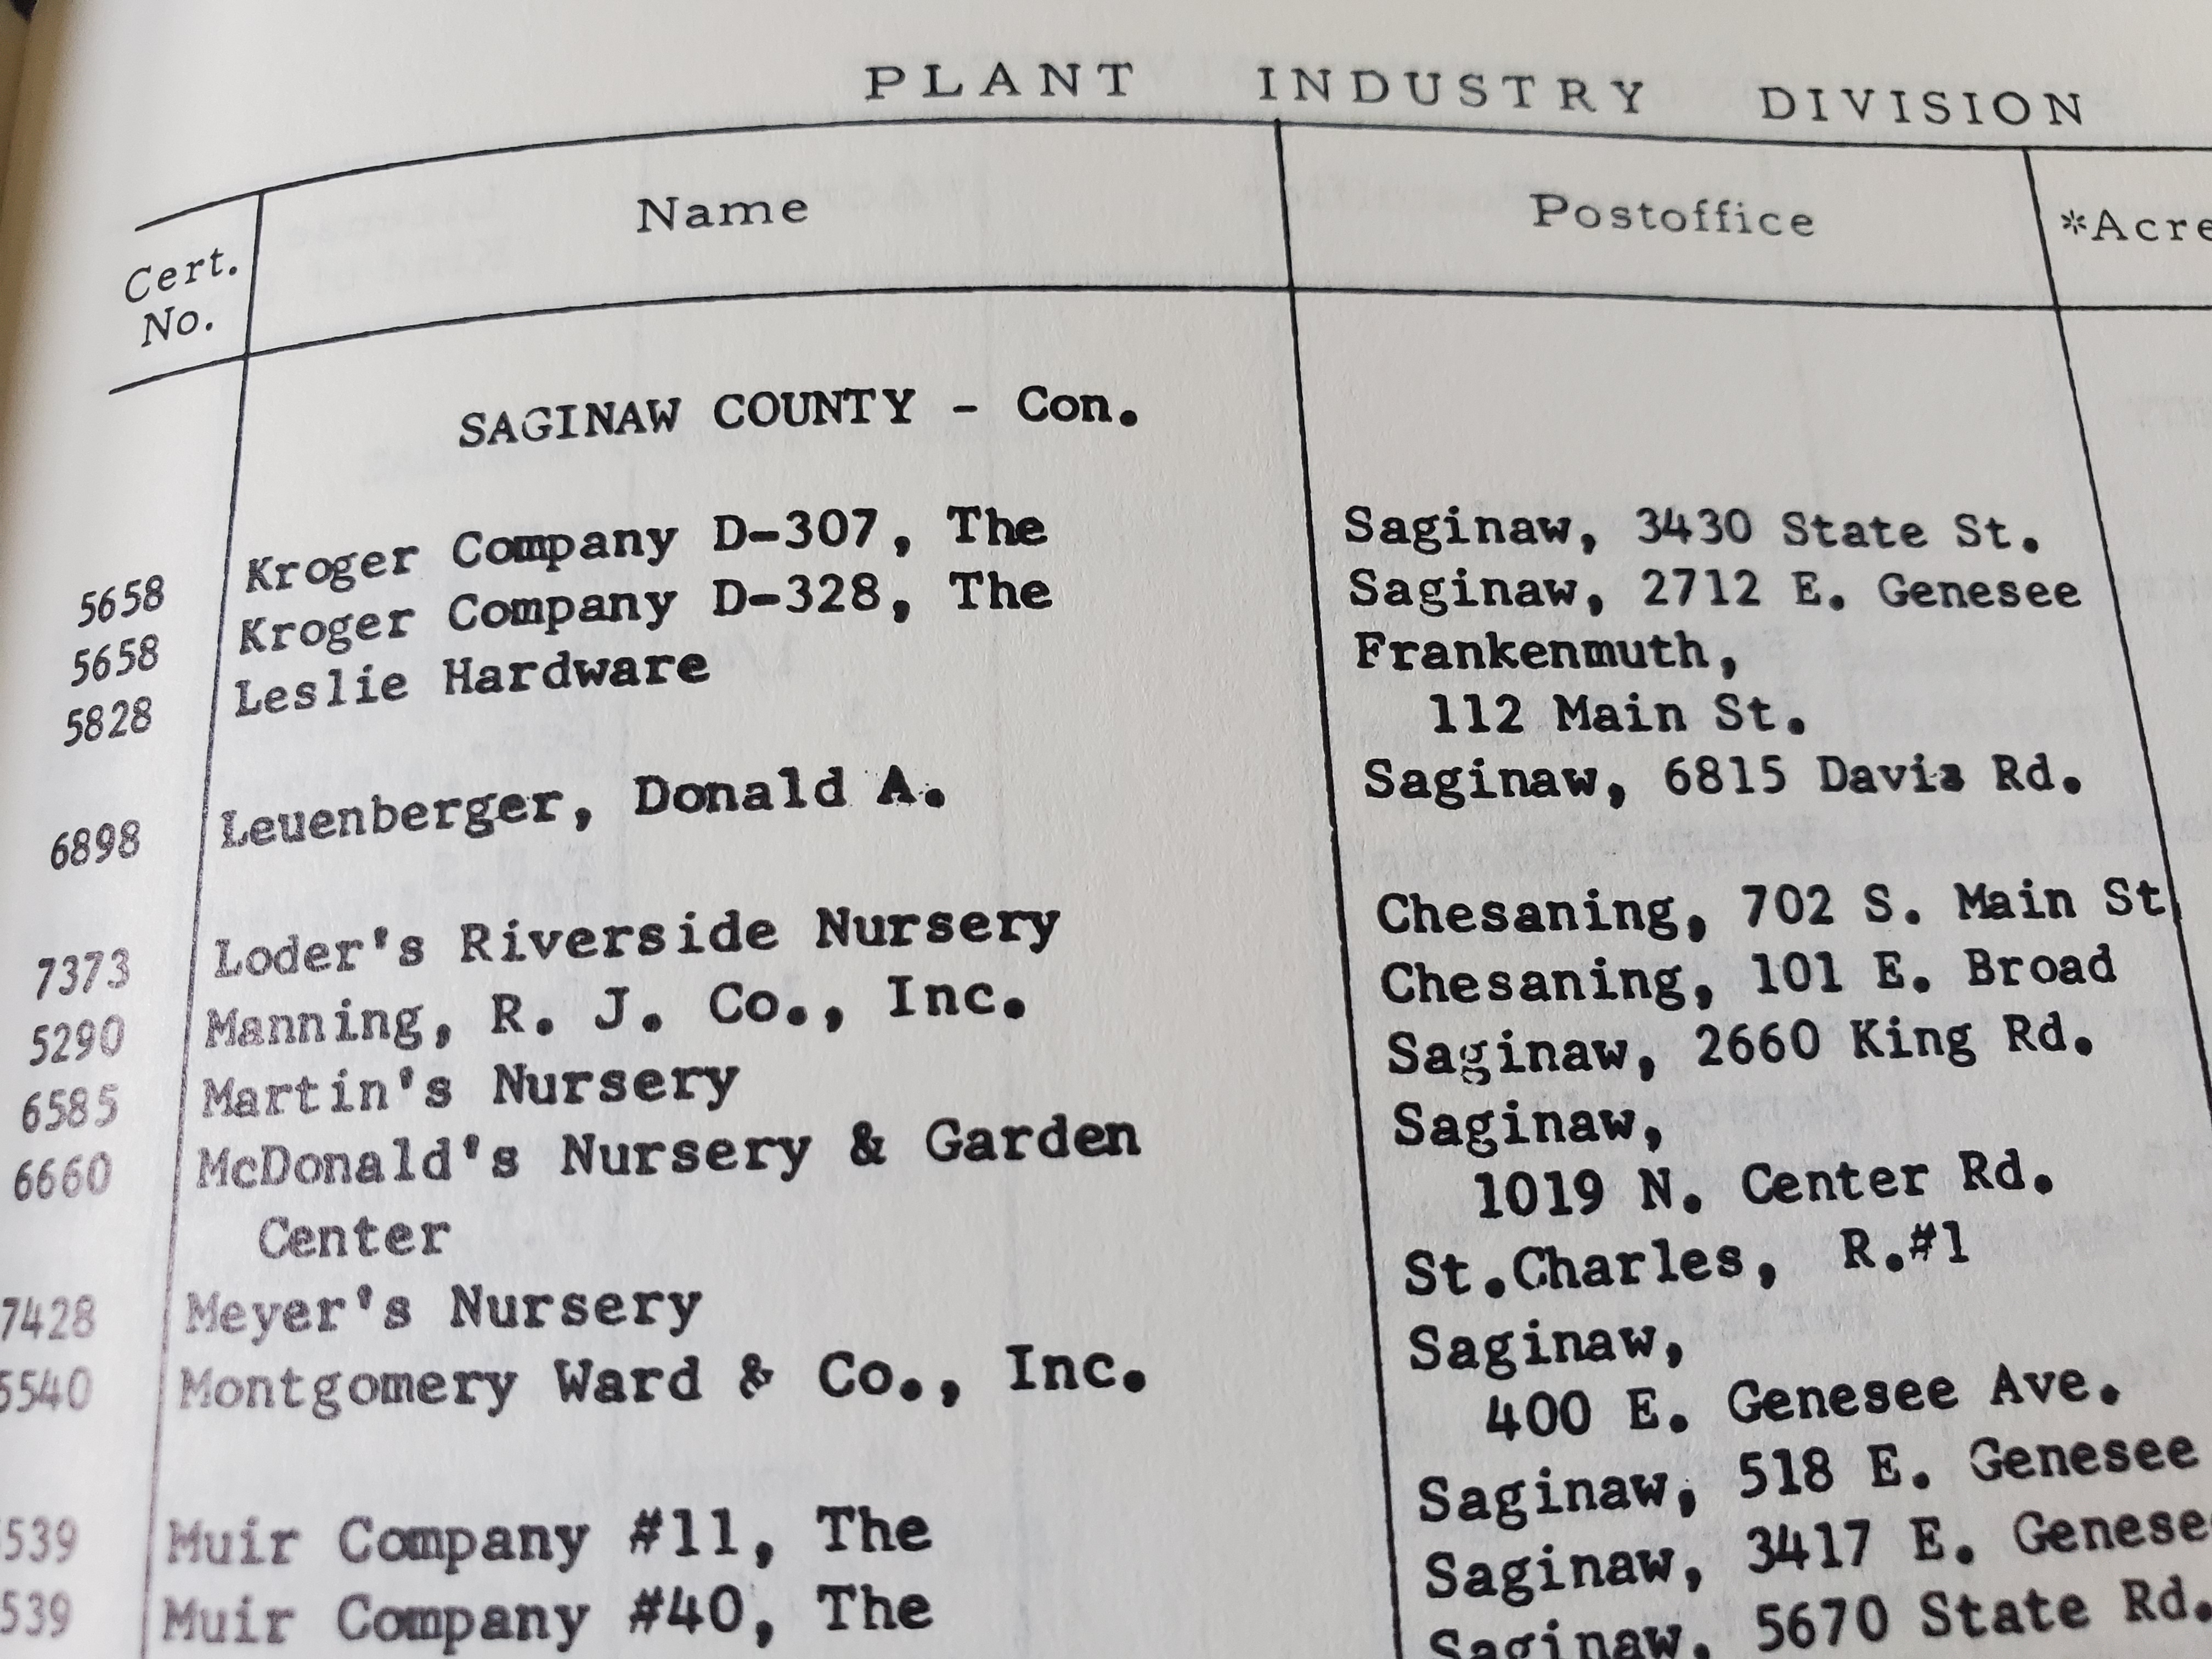 PLANT INDUSTRY DIVISION
Cert. No. Name Postoffice *Acre
SAGINAW COUNTY - Con.
5658 Kroger Company D-307, The Saginaw, 3430 State St.
5658 Kroger Company D-328, The Saginaw, 2712 E. Genesee
5828 Leslie Hardware Frankenmuth,
112 Main St.
6898 Leuenberger, Donald A. Saginaw, 6815 Davis Rd.
7373 Loder's Riverside Nursery Chesaning, 702 S. Main St
5290 Manning, R. J. Co., Inc. Chesaning, 101 E. Broad
6585 Martin's Nursery Saginaw, 2660 King Rd.
6660 McDonald's Nursery & Garden Saginaw,
Center 1019 N. Center Rd.
7428 Meyer's Nursery St.Charles, R.#1
5540 Montgomery Ward & Co., Inc. Saginaw,
400 E. Genesee Ave.
539 Muir Company #11, The Saginaw, 518 E. Genesee
539 Muir Company #40, The Saginaw, 3417 E. Genese
Saginaw, 5670 State Rd.